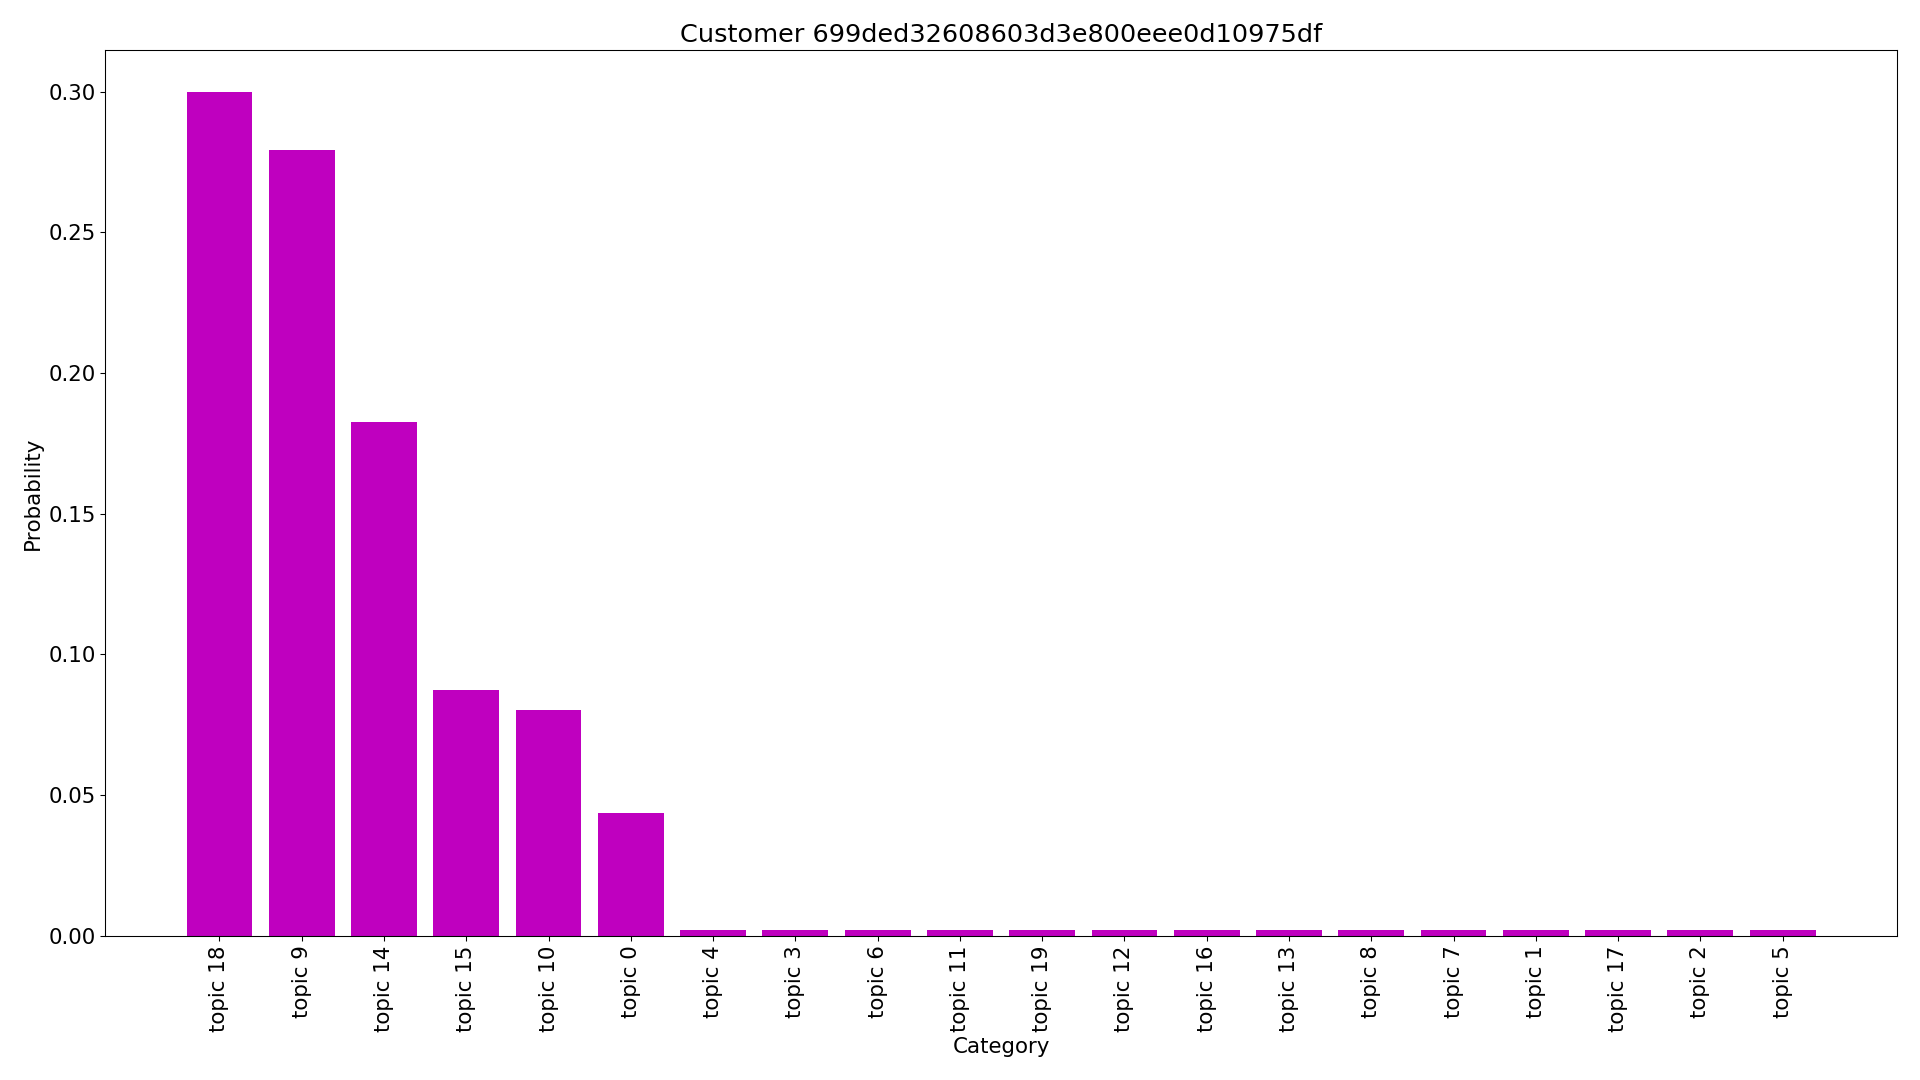 Customer 699ded32608603d3e800eee0d10975df
0.30
0.25
0.20
0.15
0.10
0.05
0.00
Probability
topic 18
topic 9
topic 14
topic 15
topic 10
topic 0
topic 4
topic 3
topic 6
topic 11
topic 19
topic 12
topic 16
topic 13
topic 8
topic 7
topic 1
topic 17
topic 2
topic 5
Category